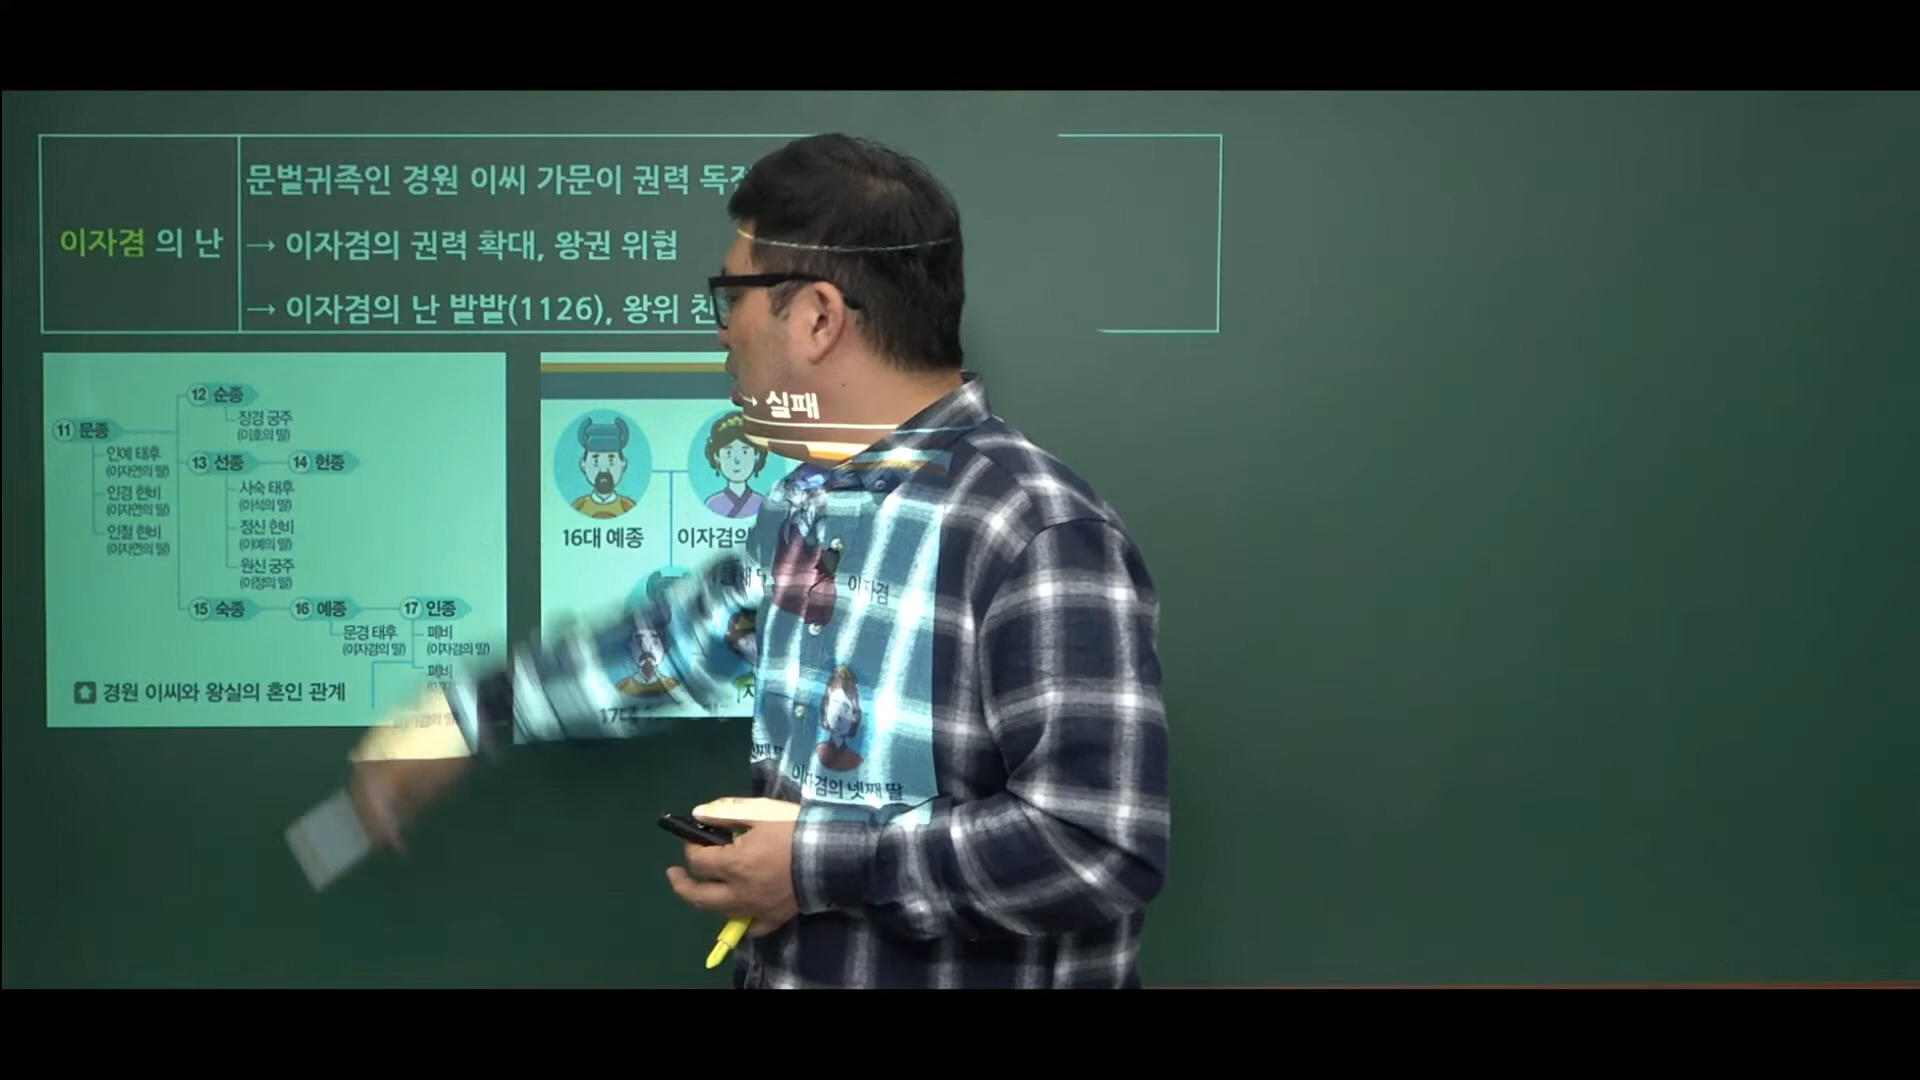 이자겸 의 난
문벌귀족인 경원 이씨 가문이 권력
→ 이자겸의 권력 확대, 왕권 위협
→ 이자겸의 난 발발(1126), 왕위
→ 실패
11 문종
인예 태후
(이자연의 딸)
인경 현비
(이자연의 딸)
인절 현비
(이자연의 딸)
12 순종
장경 궁주
(이호의 딸)
13 선종
14 헌종
사숙 태후
(이석의 딸)
정신 현비
(이예의 딸)
원신 궁주
(이정의 딸)
15 숙종
16 예종
17 인종
문경 태후
(이자겸의 딸)
폐비
(이자겸의 딸)
폐비
경원 이씨와 왕실의 혼인 관계
16대 예종
이자겸의
이자겸
17대
이자겸의 넷째 딸